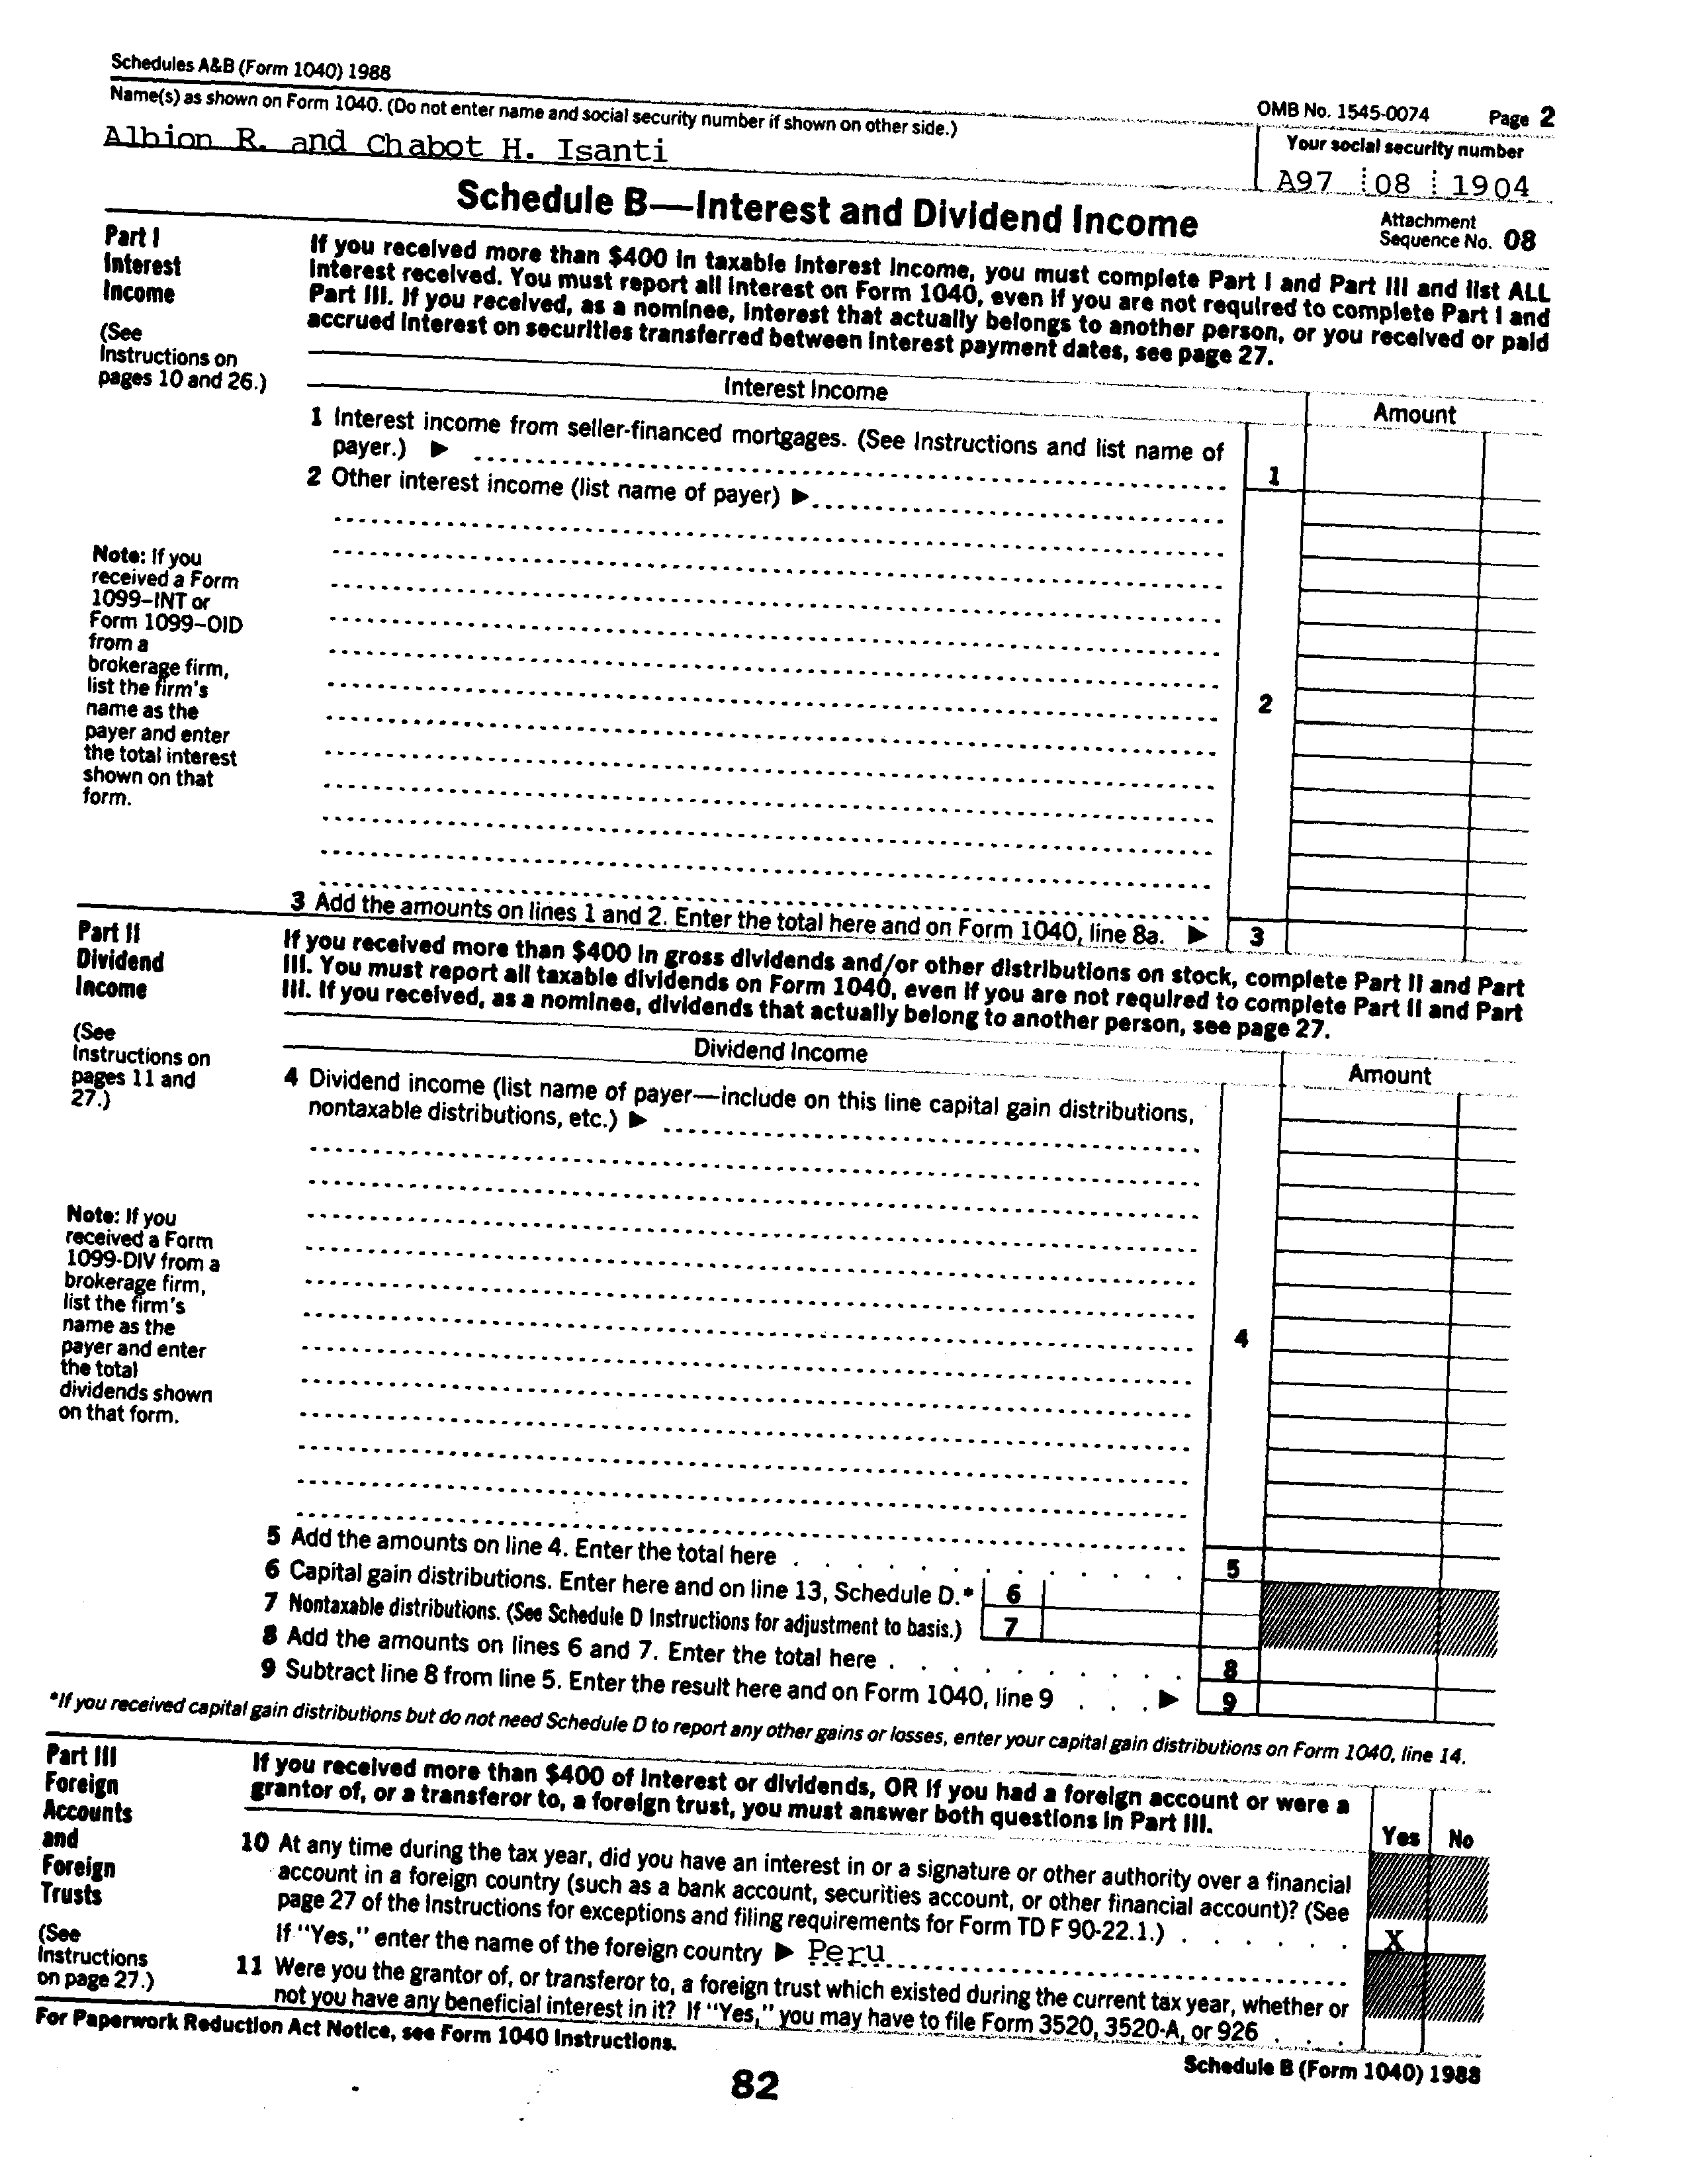 Schedules A&B (Form 1040) 1988
OMB No. 1545-0074 Page 2
Name(s) as shown on Form 1040. (Do not enter name and social security number if shown on other side.)
Your social security number
Albion R. and Chabot H. Isanti
A97 08 1904
Schedule B—Interest and Dividend Income
Attachment
Sequence No. 08
Part I
Interest
Income
(See
Instructions on
pages 10 and 26.)
If you received more than $400 in taxable interest income, you must complete Part I and Part III and list ALL
interest received. You must report all interest on Form 1040, even if you are not required to complete Part I and
Part III. If you received, as a nominee, interest that actually belongs to another person, or you received or paid
accrued interest on securities transferred between interest payment dates, see page 27.
Interest Income
Amount
1 Interest income from seller-financed mortgages. (See Instructions and list name of
payer.) ▶
1
2 Other interest income (list name of payer) ▶
Note: If you
received a Form
1099–INT or
Form 1099–OID
from a
brokerage firm,
list the firm's
name as the
payer and enter
the total interest
shown on that
form.
2
3 Add the amounts on lines 1 and 2. Enter the total here and on Form 1040, line 8a. ▶ 3
Part II
Dividend
Income
(See
Instructions on
pages 11 and
27.)
If you received more than $400 in gross dividends and/or other distributions on stock, complete Part II and Part
III. You must report all taxable dividends on Form 1040, even if you are not required to complete Part II and Part
III. If you received, as a nominee, dividends that actually belong to another person, see page 27.
Dividend Income
Amount
4 Dividend income (list name of payer—include on this line capital gain distributions,
nontaxable distributions, etc.) ▶
Note: If you
received a Form
1099-DIV from a
brokerage firm,
list the firm's
name as the
payer and enter
the total
dividends shown
on that form.
4
5 Add the amounts on line 4. Enter the total here 5
6 Capital gain distributions. Enter here and on line 13, Schedule D.* 6
7 Nontaxable distributions. (See Schedule D Instructions for adjustment to basis.) 7
8 Add the amounts on lines 6 and 7. Enter the total here 8
9 Subtract line 8 from line 5. Enter the result here and on Form 1040, line 9 ▶ 9
*If you received capital gain distributions but do not need Schedule D to report any other gains or losses, enter your capital gain distributions on Form 1040, line 14.
Part III
Foreign
Accounts
and
Foreign
Trusts
(See
Instructions
on page 27.)
If you received more than $400 of interest or dividends, OR if you had a foreign account or were a
grantor of, or a transferor to, a foreign trust, you must answer both questions in Part III.
Yes No
10 At any time during the tax year, did you have an interest in or a signature or other authority over a financial
account in a foreign country (such as a bank account, securities account, or other financial account)? (See
page 27 of the Instructions for exceptions and filing requirements for Form TD F 90-22.1.)
X
If "Yes," enter the name of the foreign country ▶ Peru
11 Were you the grantor of, or transferor to, a foreign trust which existed during the current tax year, whether or
not you have any beneficial interest in it? If "Yes," you may have to file Form 3520, 3520-A, or 926
For Paperwork Reduction Act Notice, see Form 1040 Instructions.
Schedule B (Form 1040) 1988
82